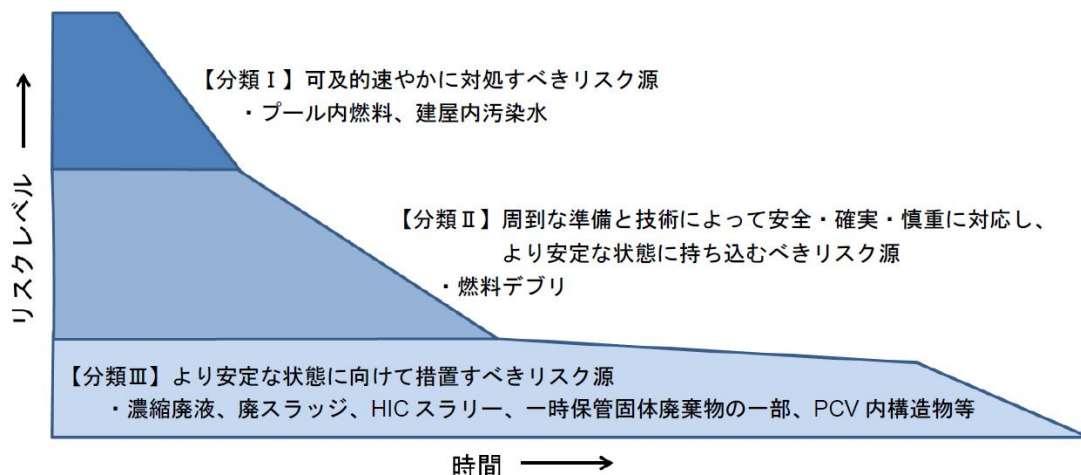 【分類Ⅰ】可及的速やかに対処すべきリスク源
・プール内燃料、建屋内汚染水
リスクレベル
【分類Ⅱ】周到な準備と技術によって安全・確実・慎重に対応し、
より安定な状態に持ち込むべきリスク源
・燃料デブリ
【分類Ⅲ】より安定な状態に向けて措置すべきリスク源
・濃縮廃液、廃スラッジ、HIC スラリー、一時保管固体廃棄物の一部、PCV 内構造物等
時間